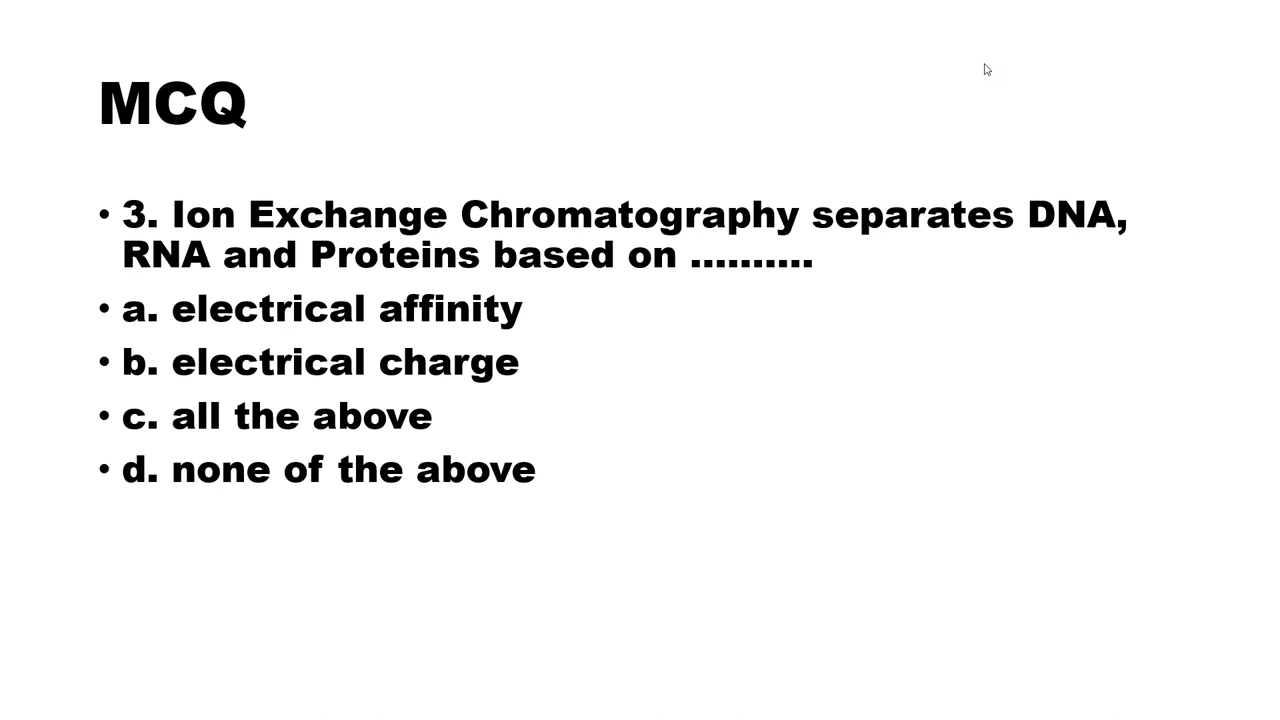 MCQ
• 3. Ion Exchange Chromatography separates DNA,
RNA and Proteins based on ..........
• a. electrical affinity
• b. electrical charge
• c. all the above
• d. none of the above